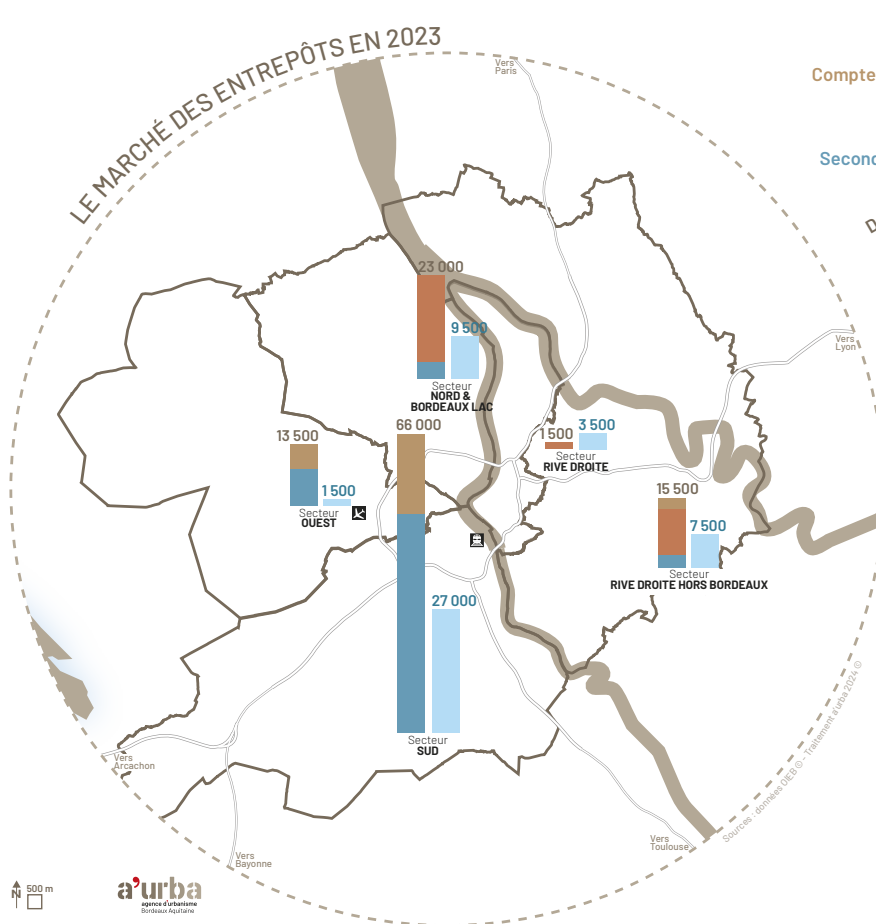 LE MARCHÉ DES ENTREPÔTS EN 2023
Vers
Paris
Compte
Second
D
23 000
9 500
Secteur
NORD &
BORDEAUX LAC
Vers
Lyon
66 000
13 500
1 500
Secteur
OUEST
1 500
3 500
Secteur
RIVE DROITE
15 500
7 500
Secteur
RIVE DROITE HORS BORDEAUX
27 000
Secteur
SUD
Vers
Arcachon
Vers
Bayonne
Vers
Toulouse
Sources : données OIEB © - Traitement a'urba 2024 ©
N
500 m
a'urba
agence d'urbanisme
Bordeaux Aquitaine